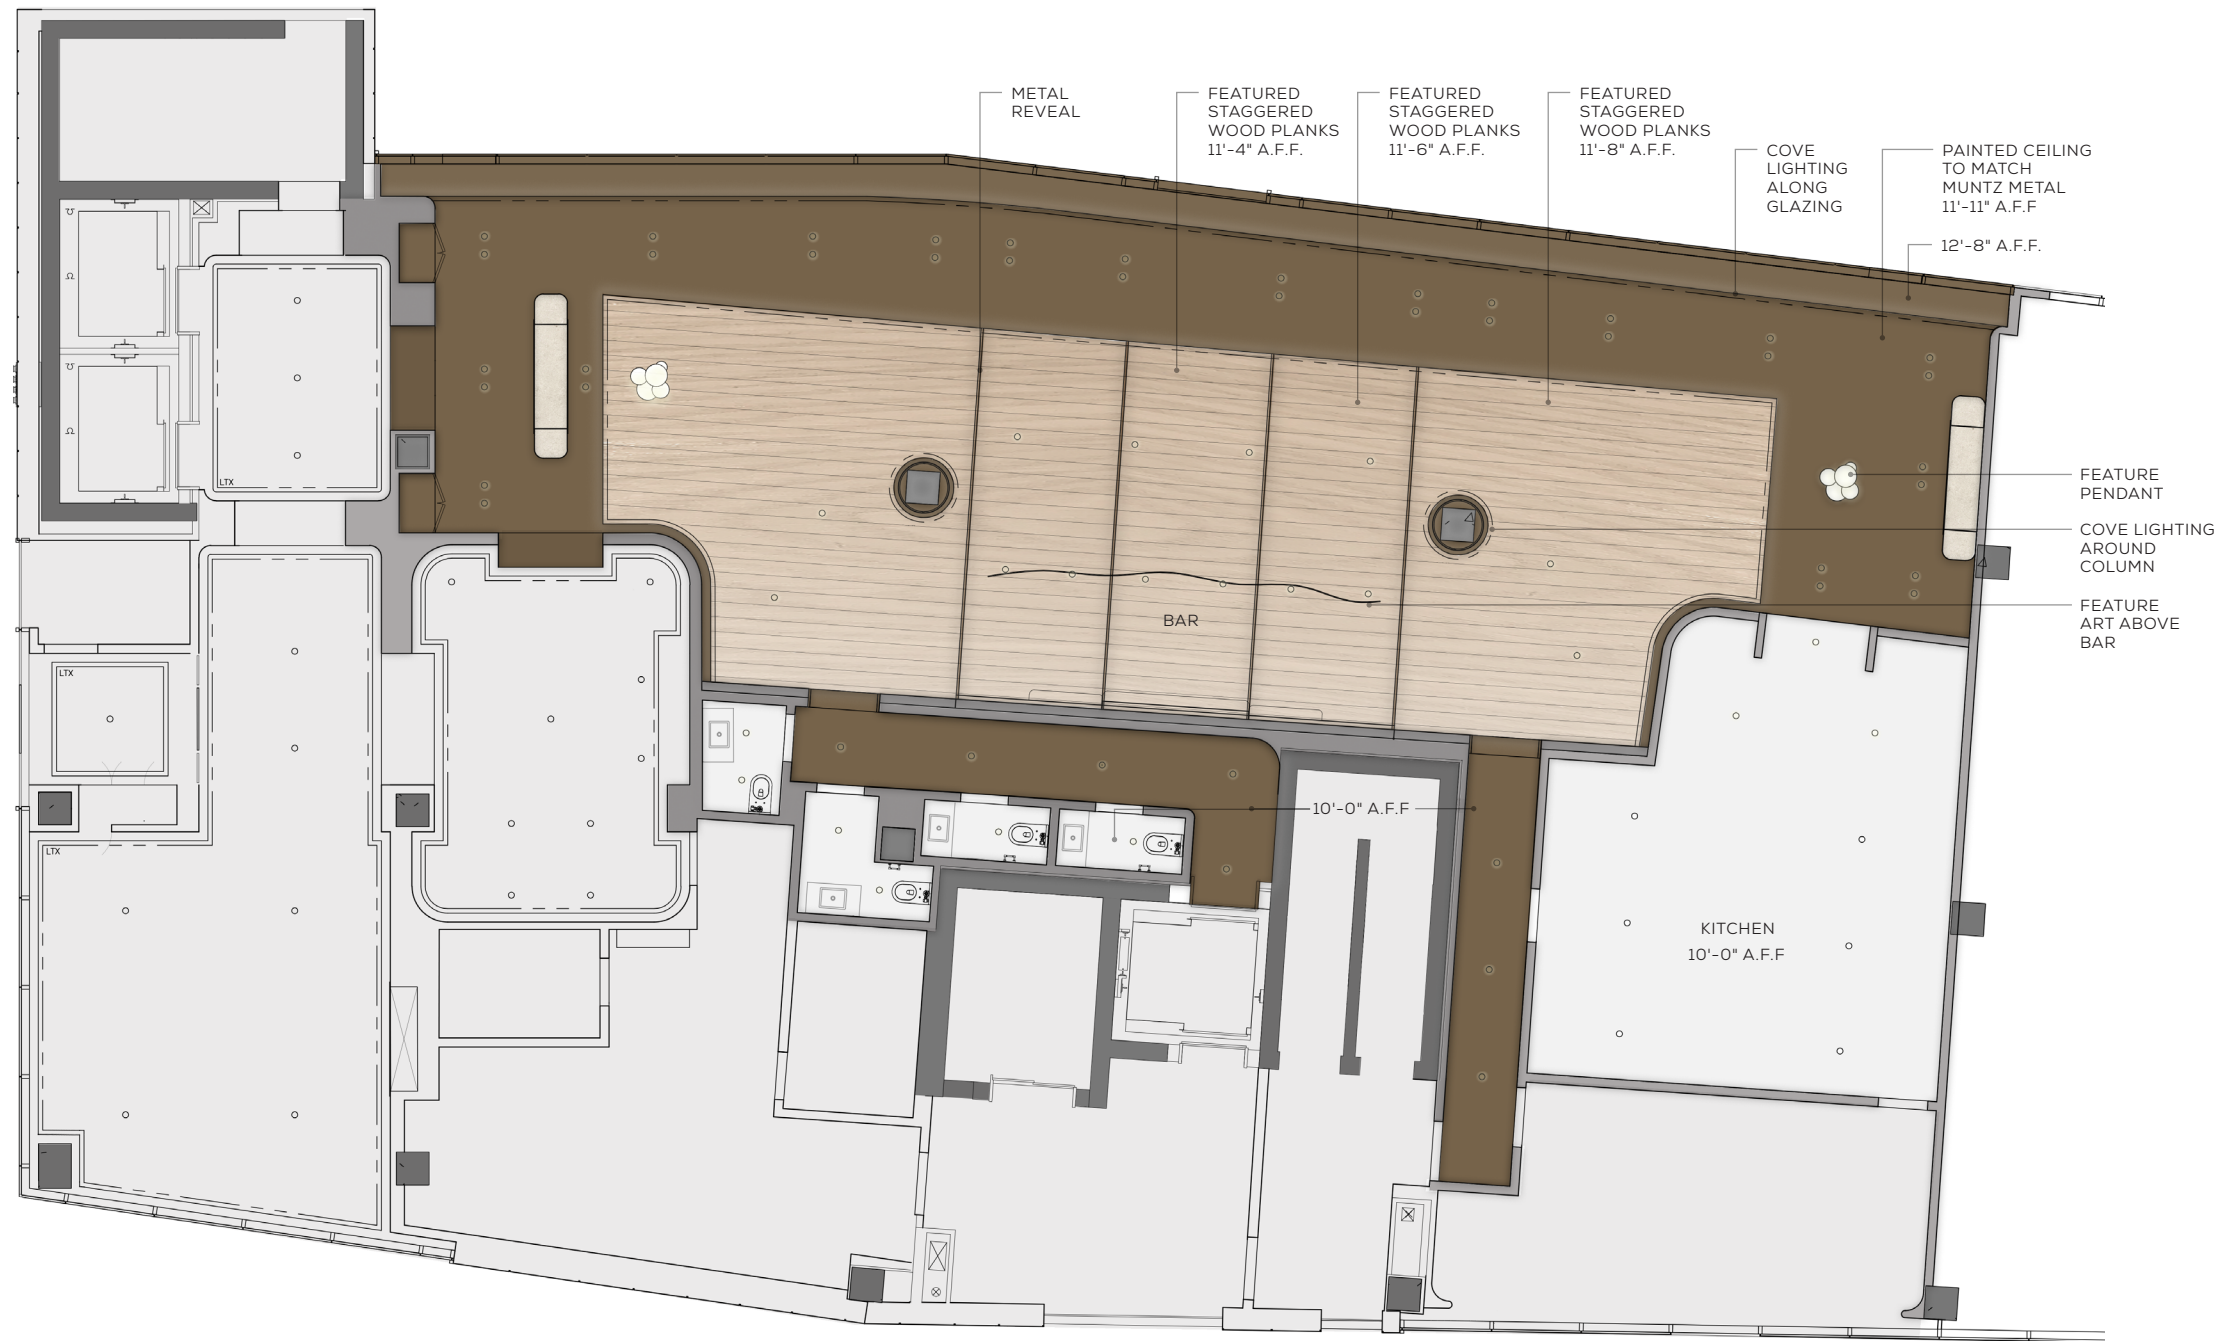 METAL
REVEAL
FEATURED
STAGGERED
WOOD PLANKS
11'-4" A.F.F.
FEATURED
STAGGERED
WOOD PLANKS
11'-6" A.F.F.
FEATURED
STAGGERED
WOOD PLANKS
11'-8" A.F.F.
COVE
LIGHTING
ALONG
GLAZING
PAINTED CEILING
TO MATCH
MUNTZ METAL
11'-11" A.F.F
12'-8" A.F.F.
LTX
FEATURE
PENDANT
COVE LIGHTING
AROUND
COLUMN
FEATURE
ART ABOVE
BAR
BAR
LTX
10'-0" A.F.F
LTX
KITCHEN
10'-0" A.F.F